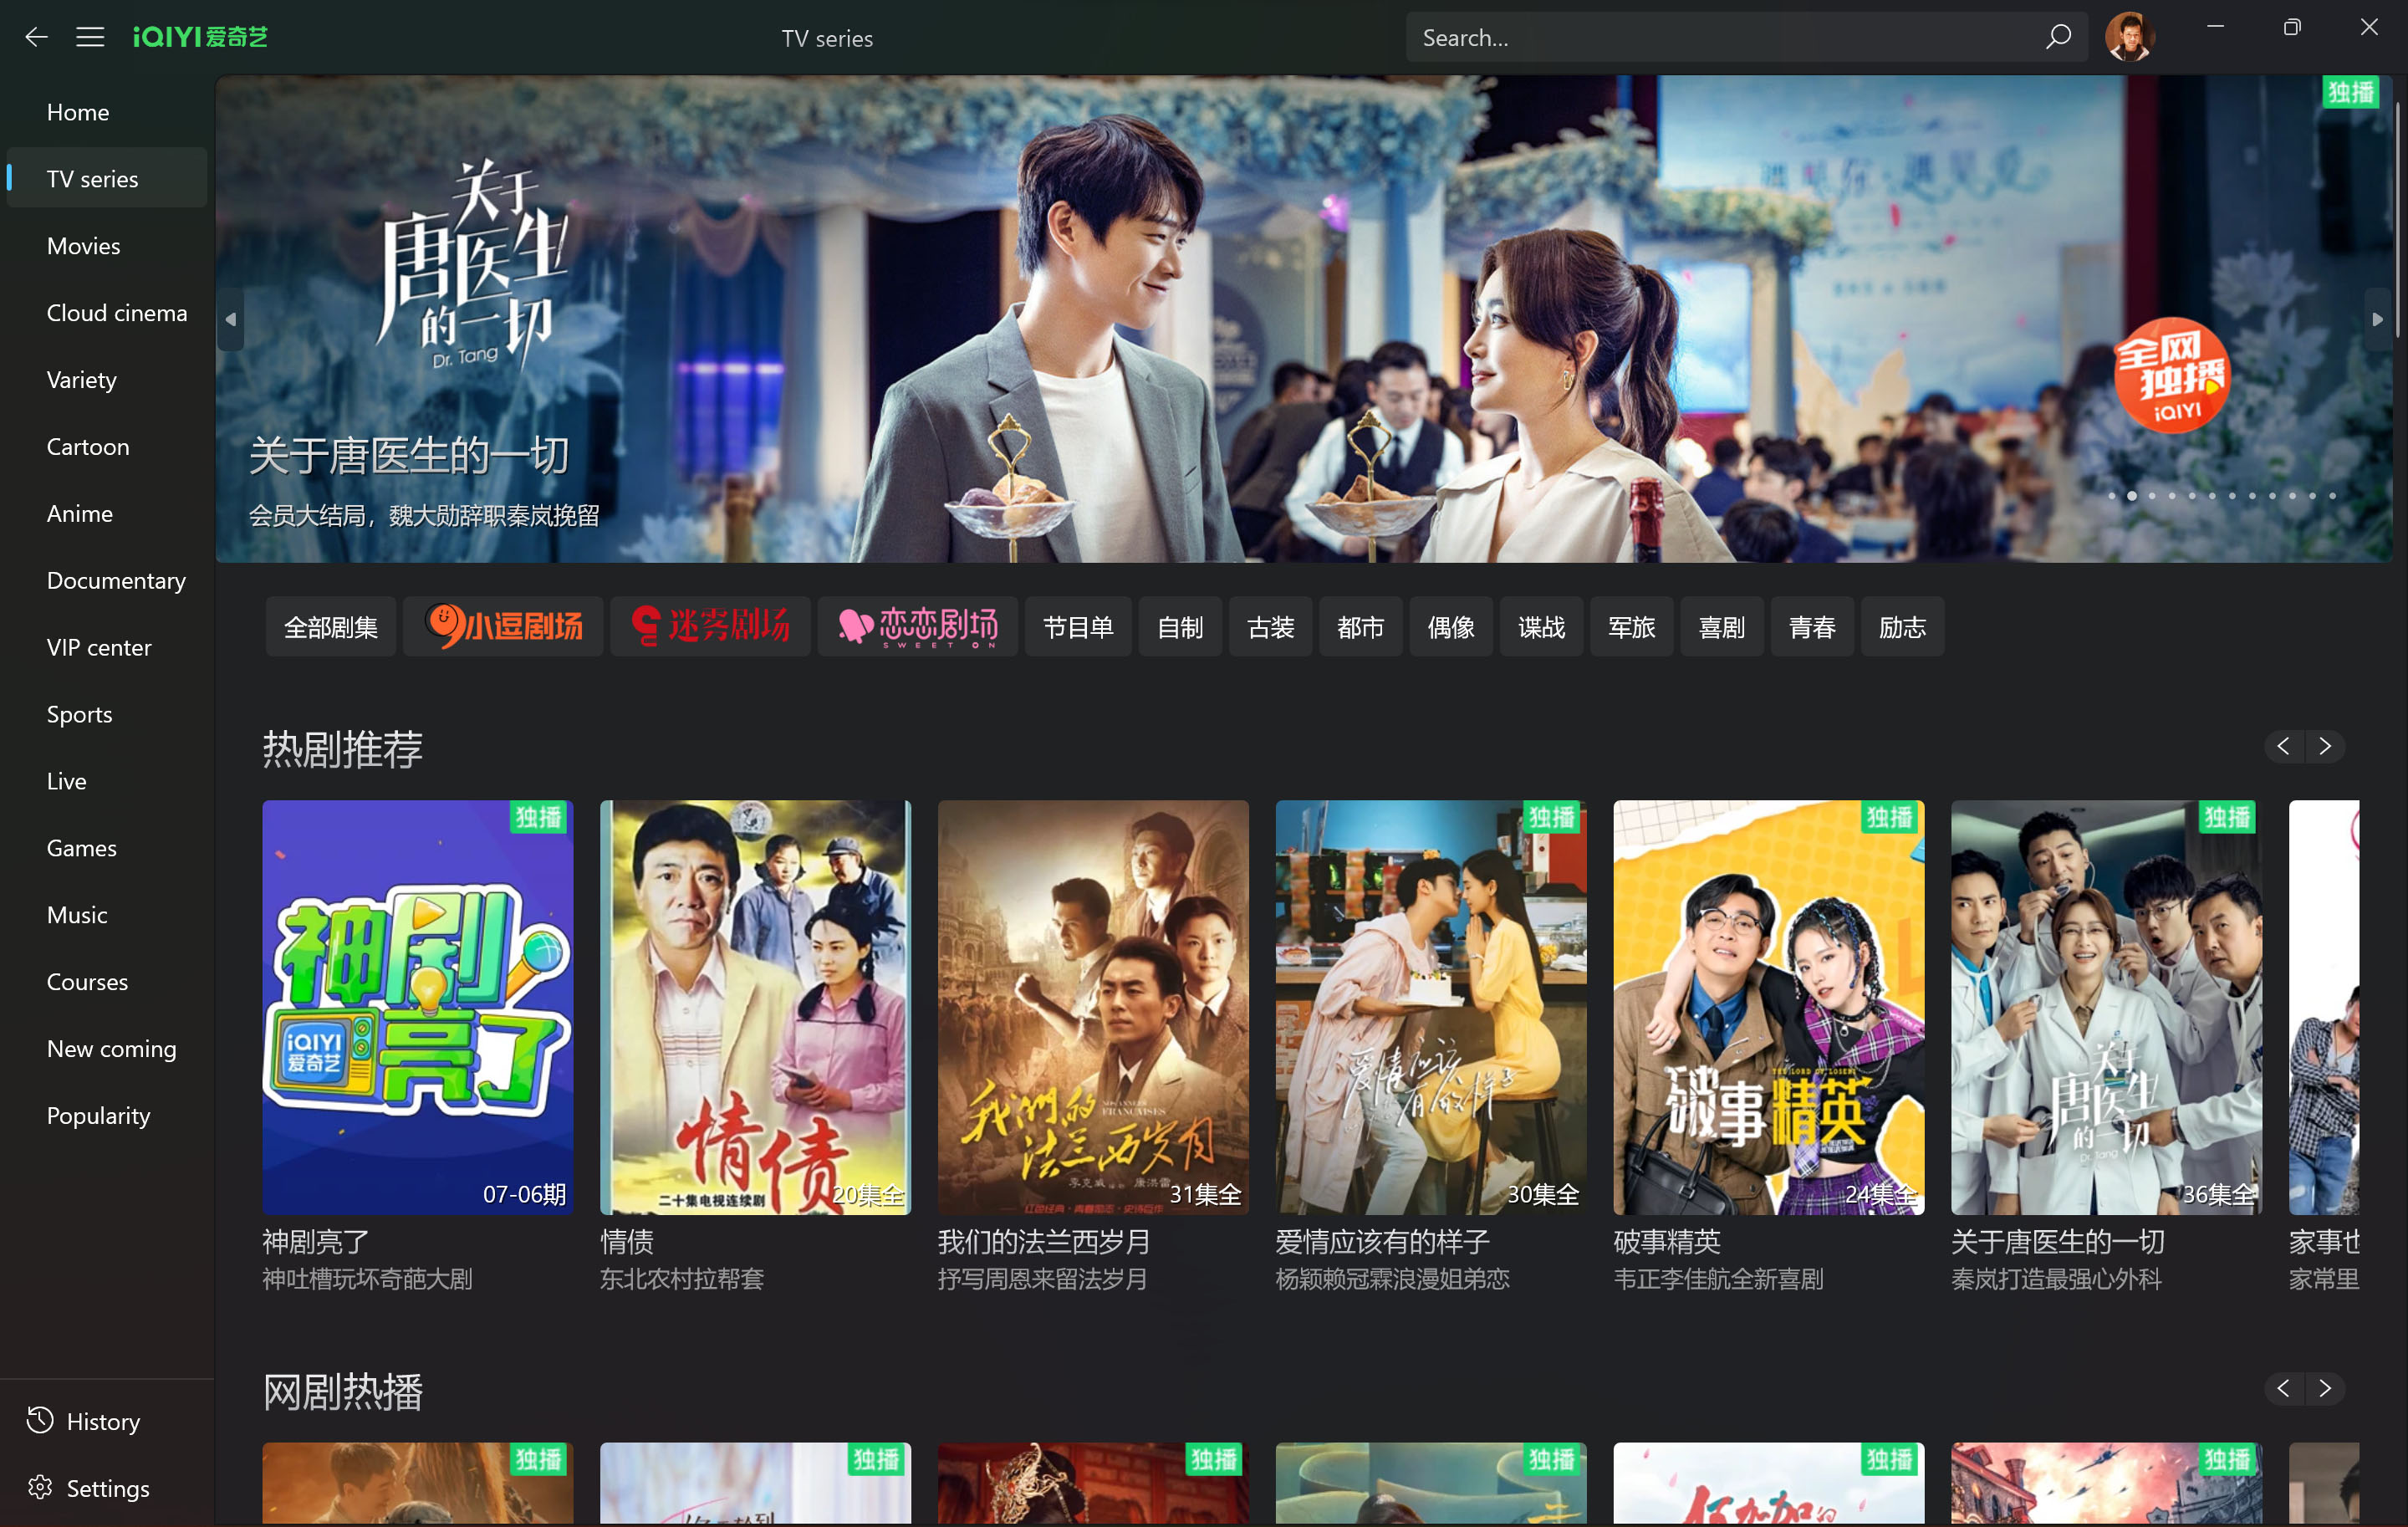 iQIYI 爱奇艺
TV series
Search...
Home
TV series
Movies
Cloud cinema
Variety
Cartoon
Anime
Documentary
VIP center
Sports
Live
Games
Music
Courses
New coming
Popularity
History
Settings
独播
关于
唐医生
的一切
Dr. Tang
全网
独播
iQIYI
关于唐医生的一切
会员大结局，魏大勋辞职秦岚挽留
全部剧集
小逗剧场
迷雾剧场
恋恋剧场
SWEET ON
节目单
自制
古装
都市
偶像
谍战
军旅
喜剧
青春
励志
热剧推荐
独播
神剧
亮了
iQIYI
爱奇艺
07-06期
神剧亮了
神吐槽玩坏奇葩大剧
情债
二十集电视连续剧
20集全
情债
东北农村拉帮套
我们的
法兰西岁月
31集全
我们的法兰西岁月
抒写周恩来留法岁月
独播
爱情应该
有的样子
30集全
爱情应该有的样子
杨颖赖冠霖浪漫姐弟恋
独播
THE LORD OF LOSERS
破事精英
24集全
破事精英
韦正李佳航全新喜剧
独播
关于
唐医生
的一切
Dr. Tang
36集全
关于唐医生的一切
秦岚打造最强心外科
家事也
家常里
网剧热播
独播
独播
独播
独播
独播
独播